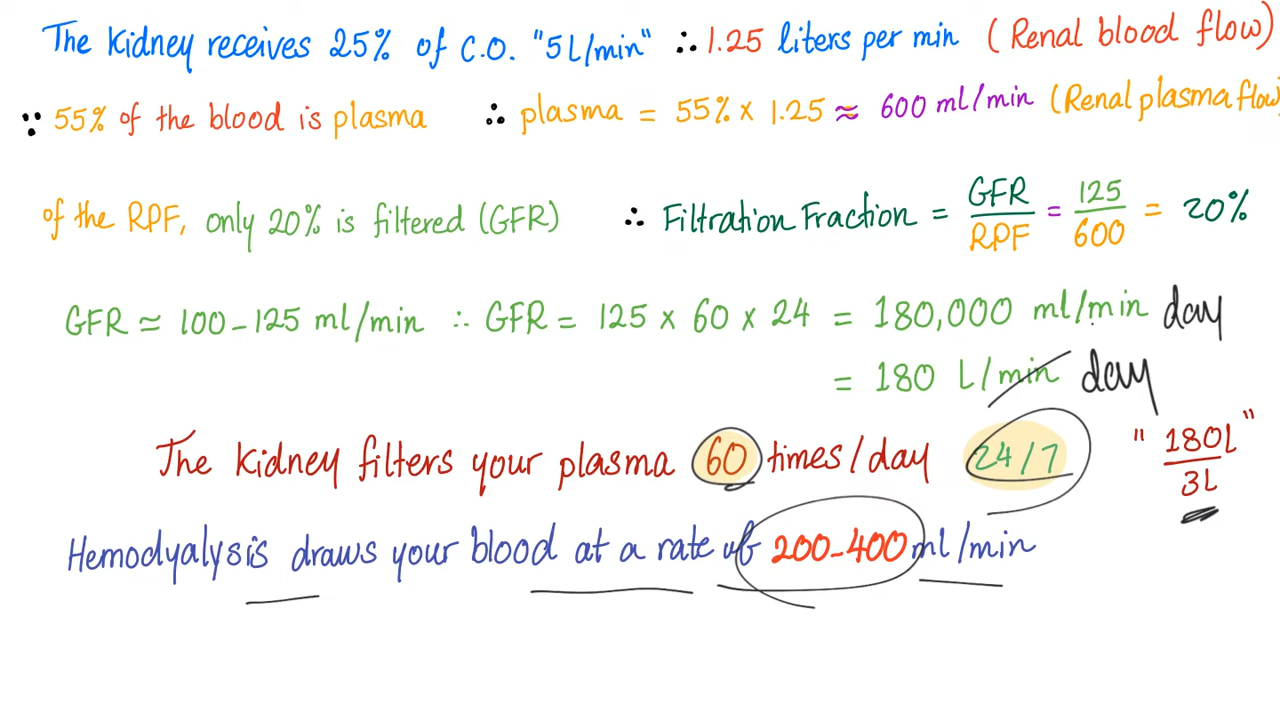 The Kidney receives 25% of C.O. "5L/min" ∴ 1.25 liters per min (Renal blood flow)
∵ 55% of the blood is plasma ∴ plasma = 55% x 1.25 ≈ 600 ml/min (Renal plasma flow
of the RPF, only 20% is filtered (GFR) ∴ Filtration Fraction = GFR/RPF = 125/600 = 20%
GFR ≃ 100-125 ml/min ∴ GFR = 125 x 60 x 24 = 180,000 ml/min day
= 180 L/min day
The kidney filters your plasma 60 times/day 24/7 "180L/3L"
Hemodyalysis draws your blood at a rate of 200-400 ml/min